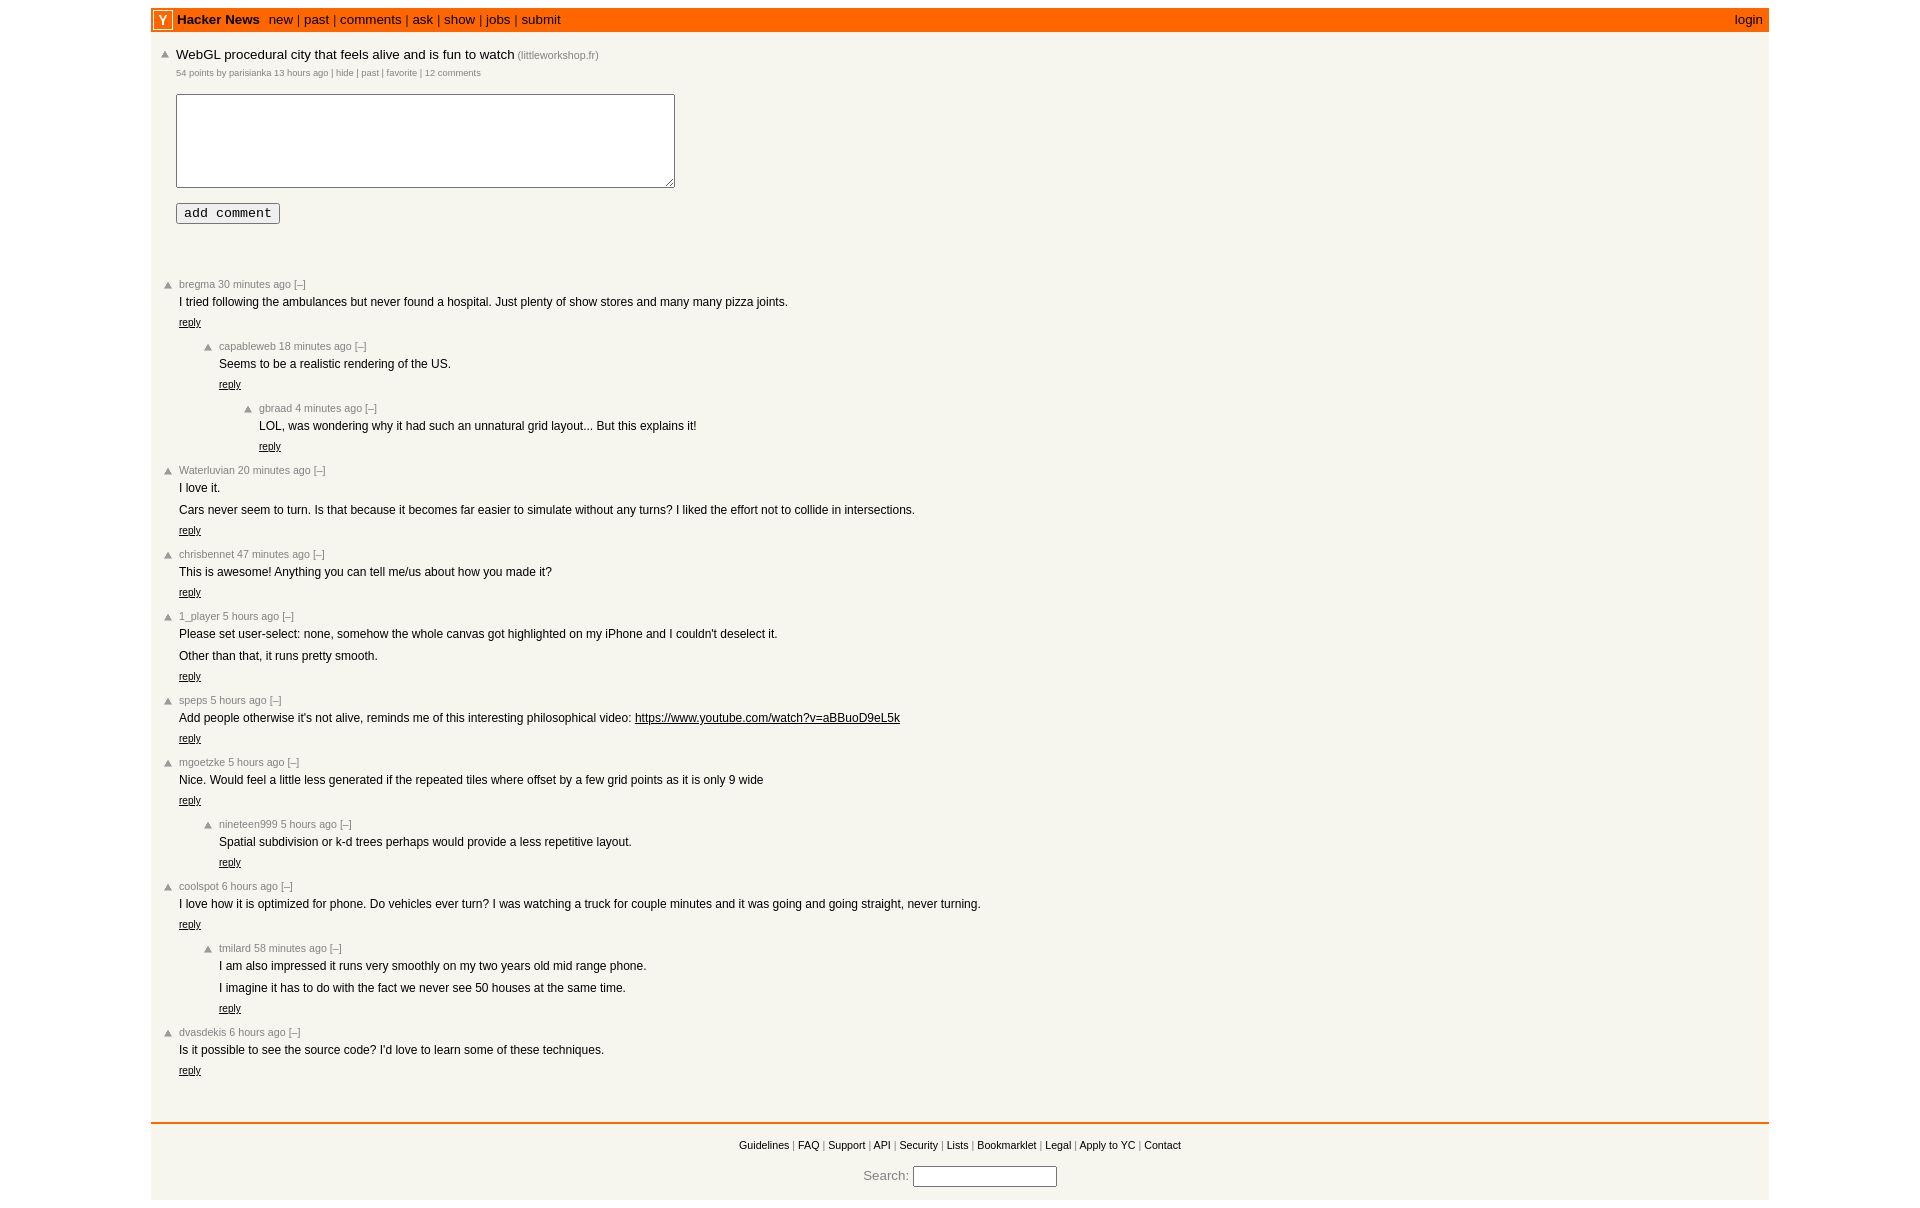 Y Hacker News new | past | comments | ask | show | jobs | submit login
WebGL procedural city that feels alive and is fun to watch (littleworkshop.fr)
54 points by parisianka 13 hours ago | hide | past | favorite | 12 comments
add comment
bregma 30 minutes ago [–]
I tried following the ambulances but never found a hospital. Just plenty of show stores and many many pizza joints.
reply
capableweb 18 minutes ago [–]
Seems to be a realistic rendering of the US.
reply
gbraad 4 minutes ago [–]
LOL, was wondering why it had such an unnatural grid layout... But this explains it!
reply
Waterluvian 20 minutes ago [–]
I love it.
Cars never seem to turn. Is that because it becomes far easier to simulate without any turns? I liked the effort not to collide in intersections.
reply
chrisbennet 47 minutes ago [–]
This is awesome! Anything you can tell me/us about how you made it?
reply
1_player 5 hours ago [–]
Please set user-select: none, somehow the whole canvas got highlighted on my iPhone and I couldn't deselect it.
Other than that, it runs pretty smooth.
reply
speps 5 hours ago [–]
Add people otherwise it's not alive, reminds me of this interesting philosophical video: https://www.youtube.com/watch?v=aBBuoD9eL5k
reply
mgoetzke 5 hours ago [–]
Nice. Would feel a little less generated if the repeated tiles where offset by a few grid points as it is only 9 wide
reply
nineteen999 5 hours ago [–]
Spatial subdivision or k-d trees perhaps would provide a less repetitive layout.
reply
coolspot 6 hours ago [–]
I love how it is optimized for phone. Do vehicles ever turn? I was watching a truck for couple minutes and it was going and going straight, never turning.
reply
tmilard 58 minutes ago [–]
I am also impressed it runs very smoothly on my two years old mid range phone.
I imagine it has to do with the fact we never see 50 houses at the same time.
reply
dvasdekis 6 hours ago [–]
Is it possible to see the source code? I'd love to learn some of these techniques.
reply
Guidelines | FAQ | Support | API | Security | Lists | Bookmarklet | Legal | Apply to YC | Contact
Search: